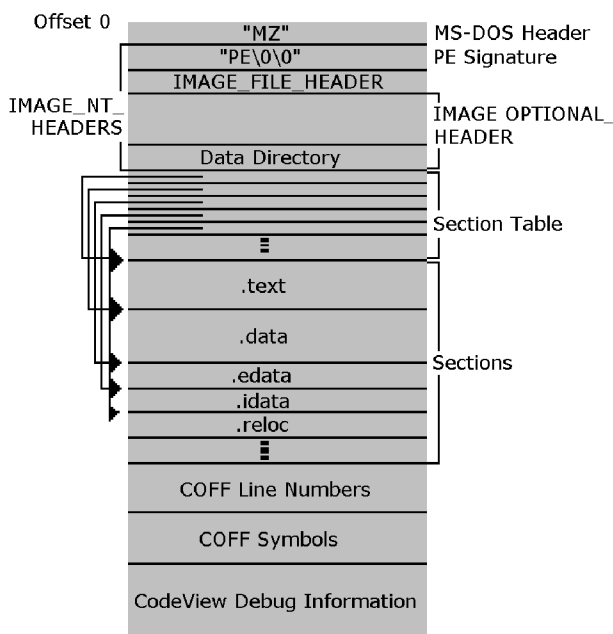 Offset 0
"MZ"
MS-DOS Header
"PE\0\0"
PE Signature
IMAGE_FILE_HEADER
IMAGE_NT_
HEADERS
IMAGE OPTIONAL_
HEADER
Data Directory
Section Table
.text
.data
Sections
.edata
.idata
.reloc
COFF Line Numbers
COFF Symbols
CodeView Debug Information